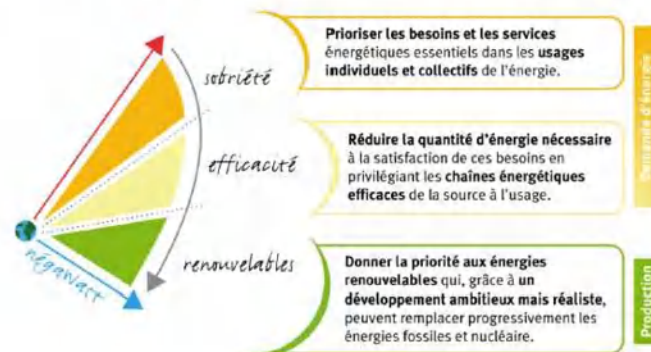 sobriété
Prioriser les besoins et les services
énergétiques essentiels dans les usages
individuels et collectifs de l'énergie.
Demande d'énergie
efficacité
Réduire la quantité d'énergie nécessaire
à la satisfaction de ces besoins en
privilégiant les chaînes énergétiques
efficaces de la source à l'usage.
négaWatt
renouvelables
Donner la priorité aux énergies
renouvelables qui, grâce à un
développement ambitieux mais réaliste,
peuvent remplacer progressivement les
énergies fossiles et nucléaire.
Production